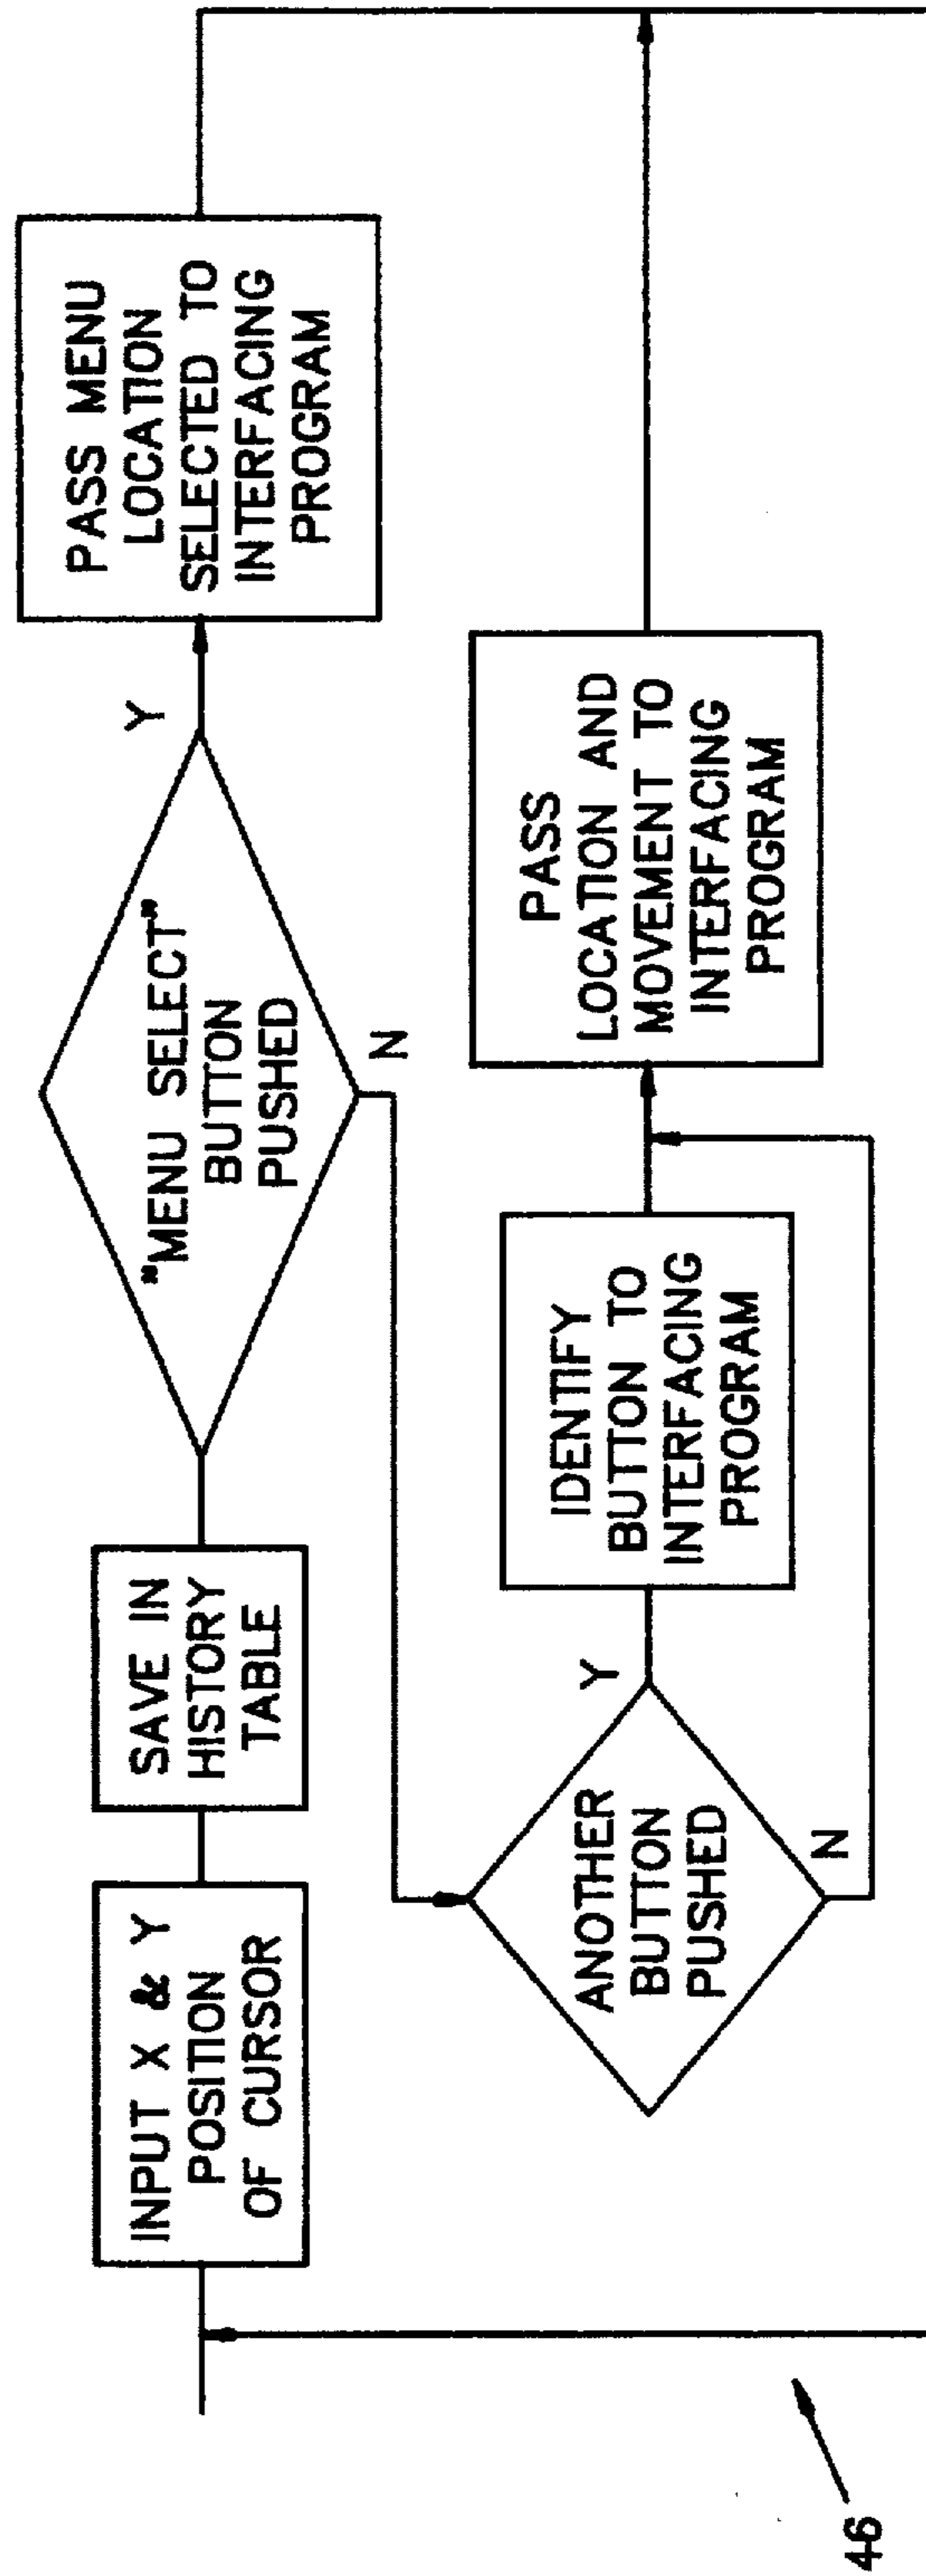 INPUT X & Y
POSITION
OF CURSOR
SAVE IN
HISTORY
TABLE
"MENU SELECT"
BUTTON
PUSHED
Y
N
PASS MENU
LOCATION
SELECTED TO
INTERFACING
PROGRAM
ANOTHER
BUTTON
PUSHED
Y
N
IDENTIFY
BUTTON TO
INTERFACING
PROGRAM
PASS
LOCATION AND
MOVEMENT TO
INTERFACING
PROGRAM
46